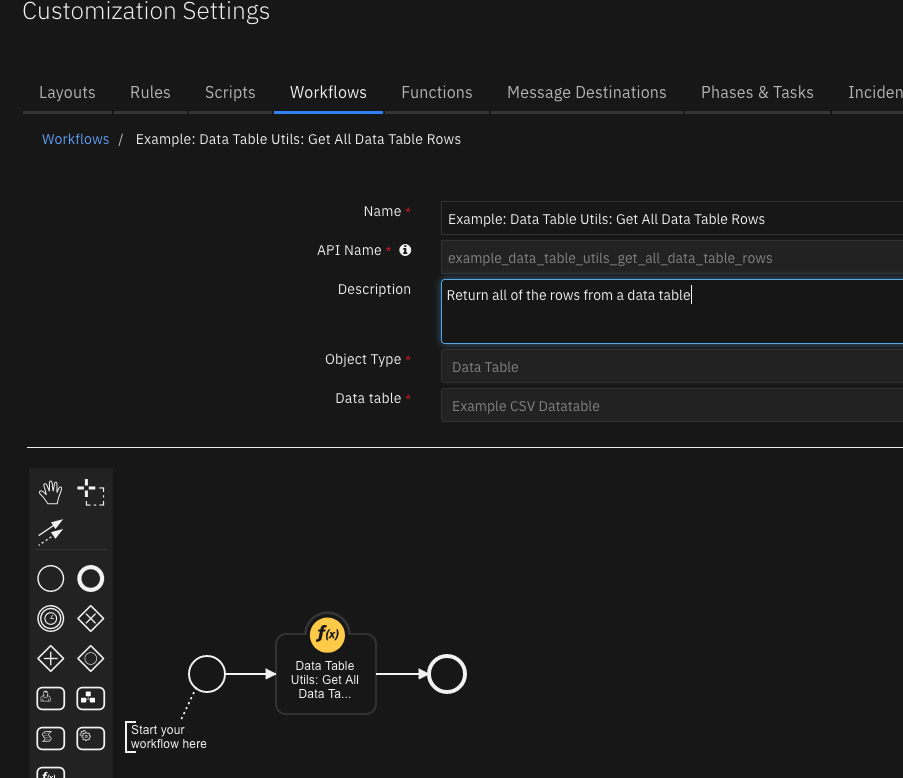 Customization Settings
Layouts Rules Scripts Workflows Functions Message Destinations Phases & Tasks Inciden
Workflows / Example: Data Table Utils: Get All Data Table Rows
Name * Example: Data Table Utils: Get All Data Table Rows
API Name * example_data_table_utils_get_all_data_table_rows
Description Return all of the rows from a data table
Object Type * Data Table
Data table * Example CSV Datatable
f(x)
Data Table
Utils: Get All
Data Ta...
Start your
workflow here
f(x)